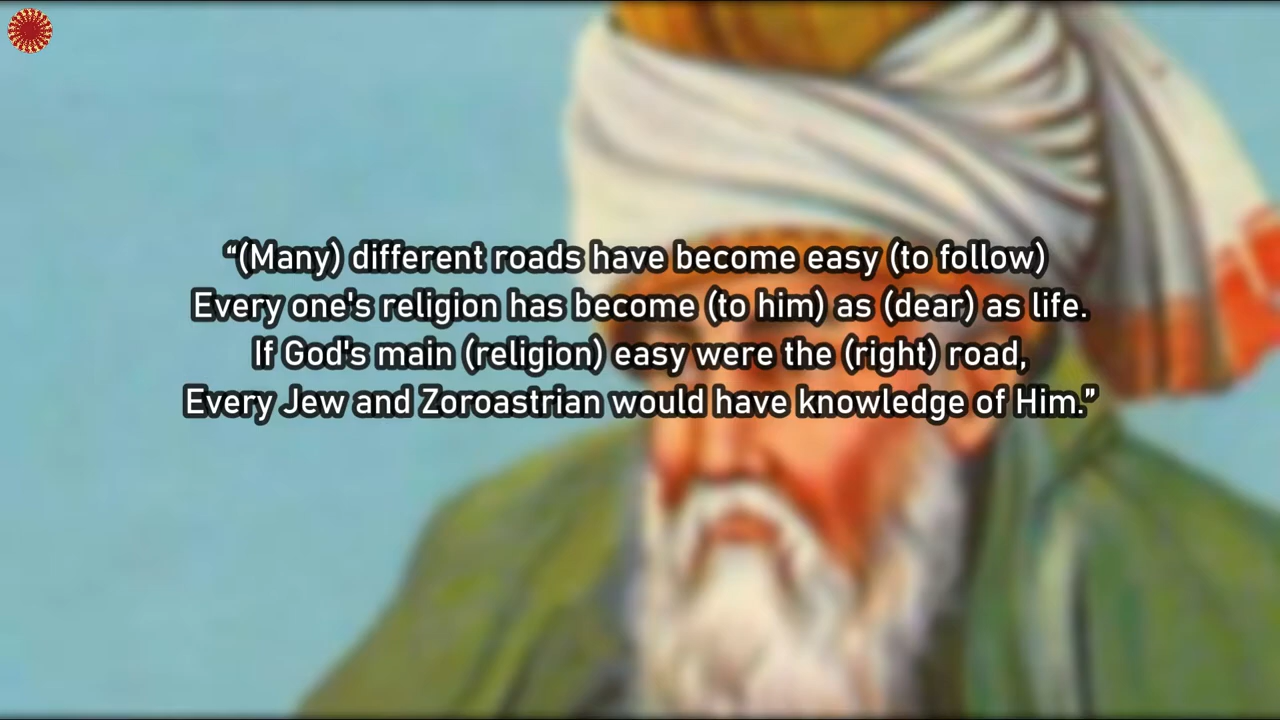 “(Many) different roads have become easy (to follow)
Every one's religion has become (to him) as (dear) as life.
If God's main (religion) easy were the (right) road,
Every Jew and Zoroastrian would have knowledge of Him.”